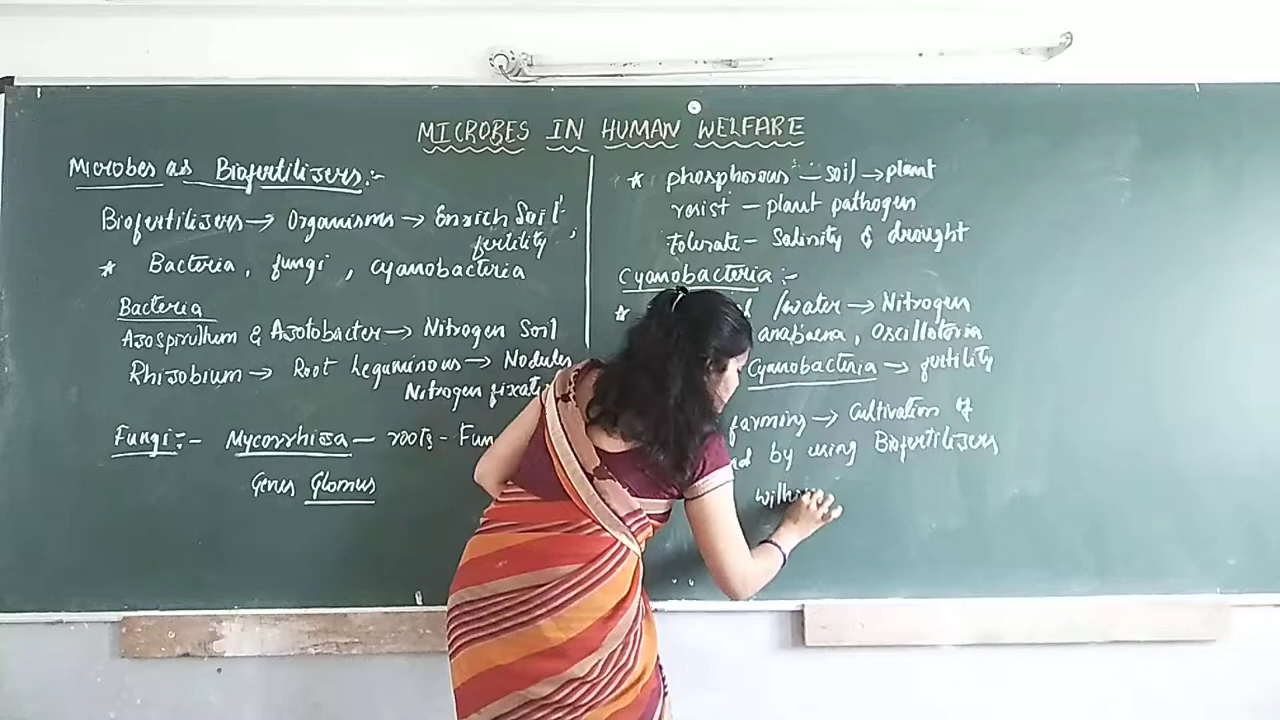 MICROBES IN HUMAN WELFARE
Microbes as Biofertilisers:-
Biofertilisers → Organisms → Enrich Soil
fertility ;
* Bacteria, fungi, cyanobacteria
Bacteria
Azospirullum & Azotobacter → Nitrogen Soil
Rhizobium → Root Leguminous → Nodules
Nitrogen
Fungi:- Mycorrhiza — roots -
Genus Glomus
* phosphorous — soil → plant
resist — plant pathogen
tolerate - Salinity & drought
Cyanobacteria :-
* /water → Nitrogen
anabaena, Oscillatoria
Cyanobacteria → fertility
farming → Cultivation of
by using Biofertilisers